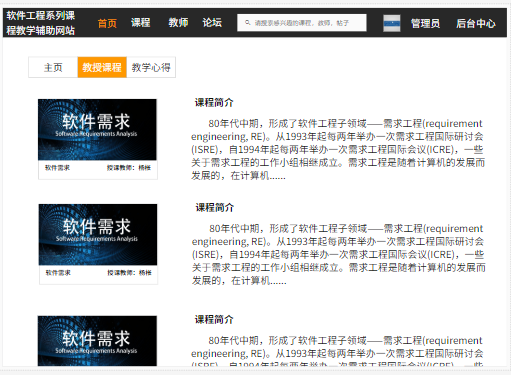 软件工程系列课
程教学辅助网站
首页 课程 教师 论坛 请搜索感兴趣的课程，教师，帖子 管理员 后台中心
主页 教授课程 教学心得
软件需求
Software Requirements Analysis
软件需求 授课教师：杨枨
课程简介
80年代中期，形成了软件工程子领域——需求工程(requirement
engineering, RE)。从1993年起每两年举办一次需求工程国际研讨会
(ISRE)，自1994年起每两年举办一次需求工程国际会议(ICRE)，一些
关于需求工程的工作小组相继成立。需求工程是随着计算机的发展而
发展的，在计算机......
软件需求
Software Requirements Analysis
软件需求 授课教师：杨枨
课程简介
80年代中期，形成了软件工程子领域——需求工程(requirement
engineering, RE)。从1993年起每两年举办一次需求工程国际研讨会
(ISRE)，自1994年起每两年举办一次需求工程国际会议(ICRE)，一些
关于需求工程的工作小组相继成立。需求工程是随着计算机的发展而
发展的，在计算机......
软件需求
Software Requirements Analysis
课程简介
80年代中期，形成了软件工程子领域——需求工程(requirement
engineering, RE)。从1993年起每两年举办一次需求工程国际研讨会
(ISRE)，自1994年起每两年举办一次需求工程国际会议(ICRE)，一些